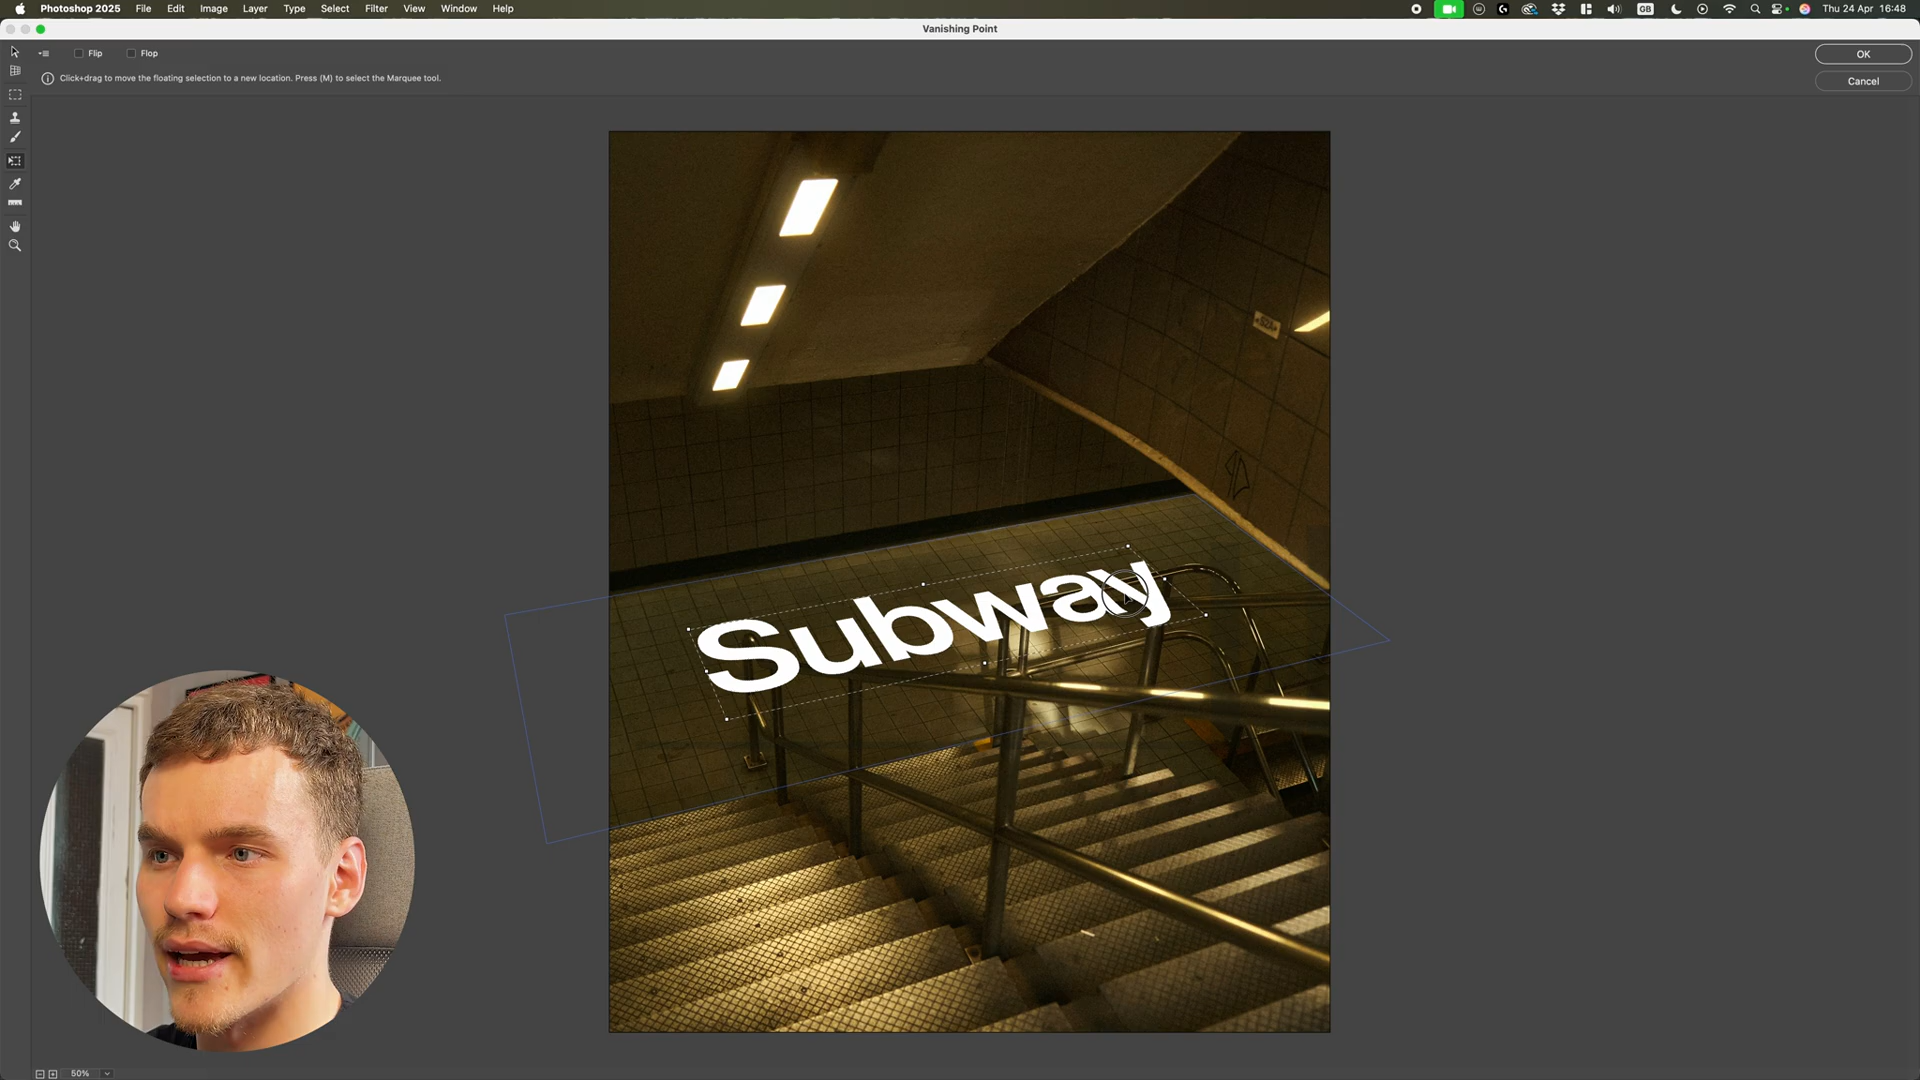 Photoshop 2025 File Edit Image Layer Type Select Filter View Window Help GB Thu 24 Apr 16:48
Vanishing Point
Flip Flop OK
Click+drag to move the floating selection to a new location. Press (M) to select the Marquee tool. Cancel
Subway
50%